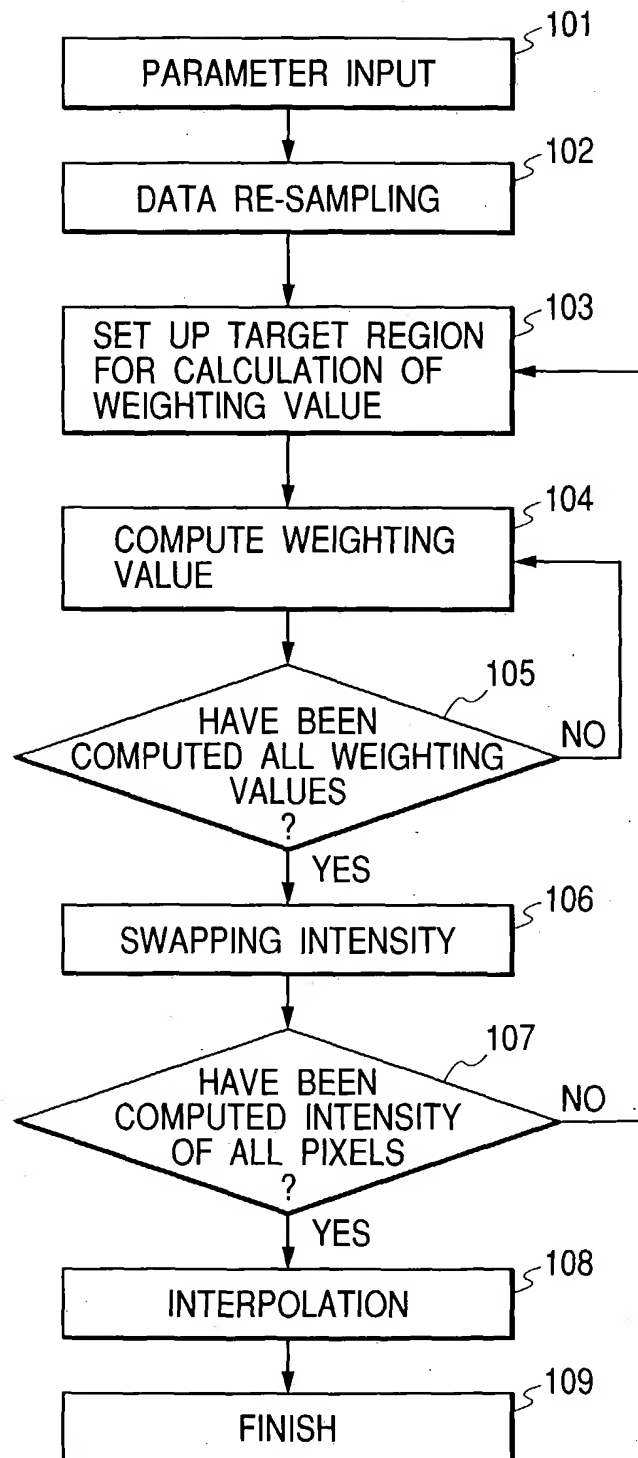 101
PARAMETER INPUT
102
DATA RE-SAMPLING
103
SET UP TARGET REGION
FOR CALCULATION OF
WEIGHTING VALUE
104
COMPUTE WEIGHTING
VALUE
105
HAVE BEEN
COMPUTED ALL WEIGHTING
VALUES
?
NO
YES
106
SWAPPING INTENSITY
107
HAVE BEEN
COMPUTED INTENSITY
OF ALL PIXELS
?
NO
YES
108
INTERPOLATION
109
FINISH